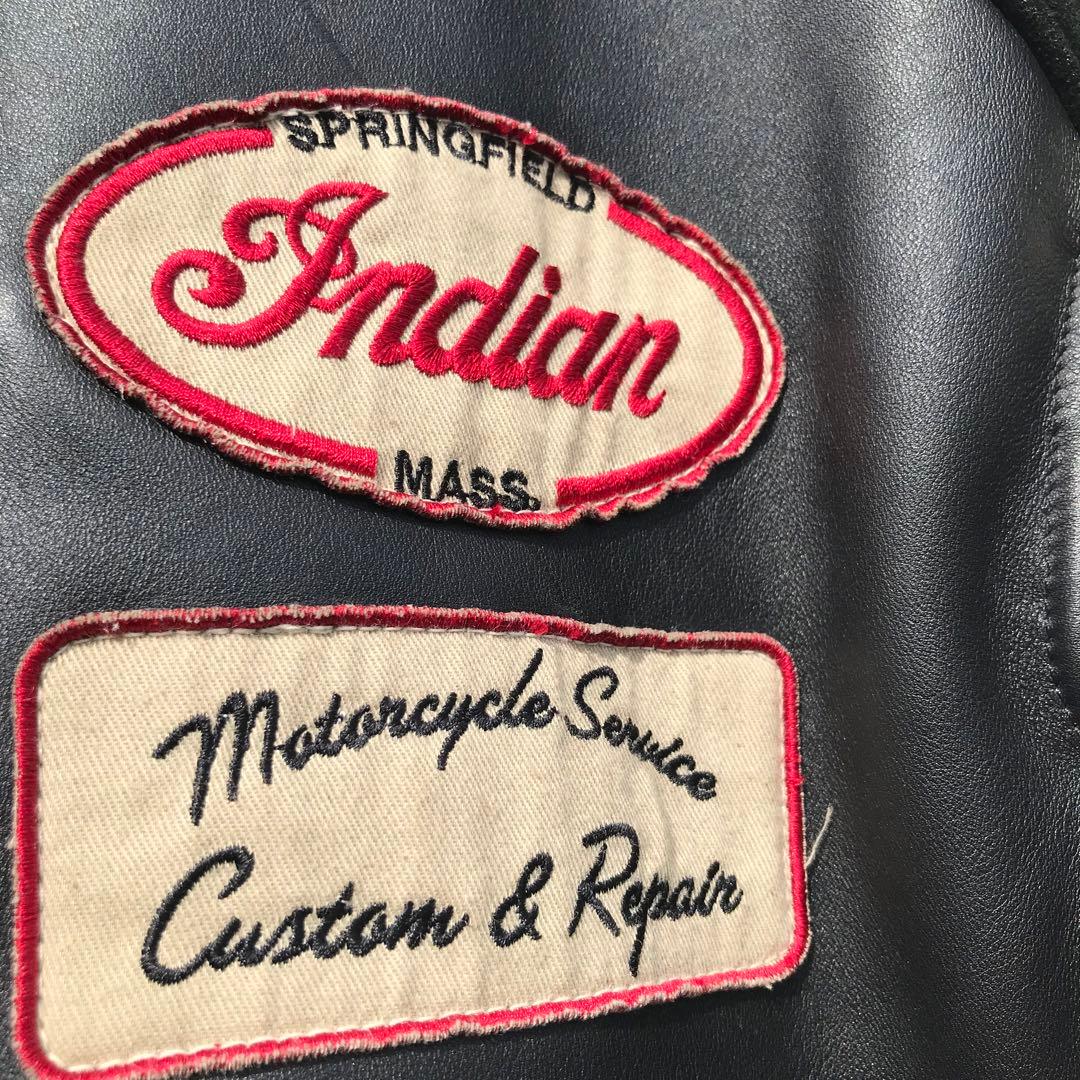 SPRINGFIELD
Indian
MASS.
Motorcycle Service
Custom & Repair